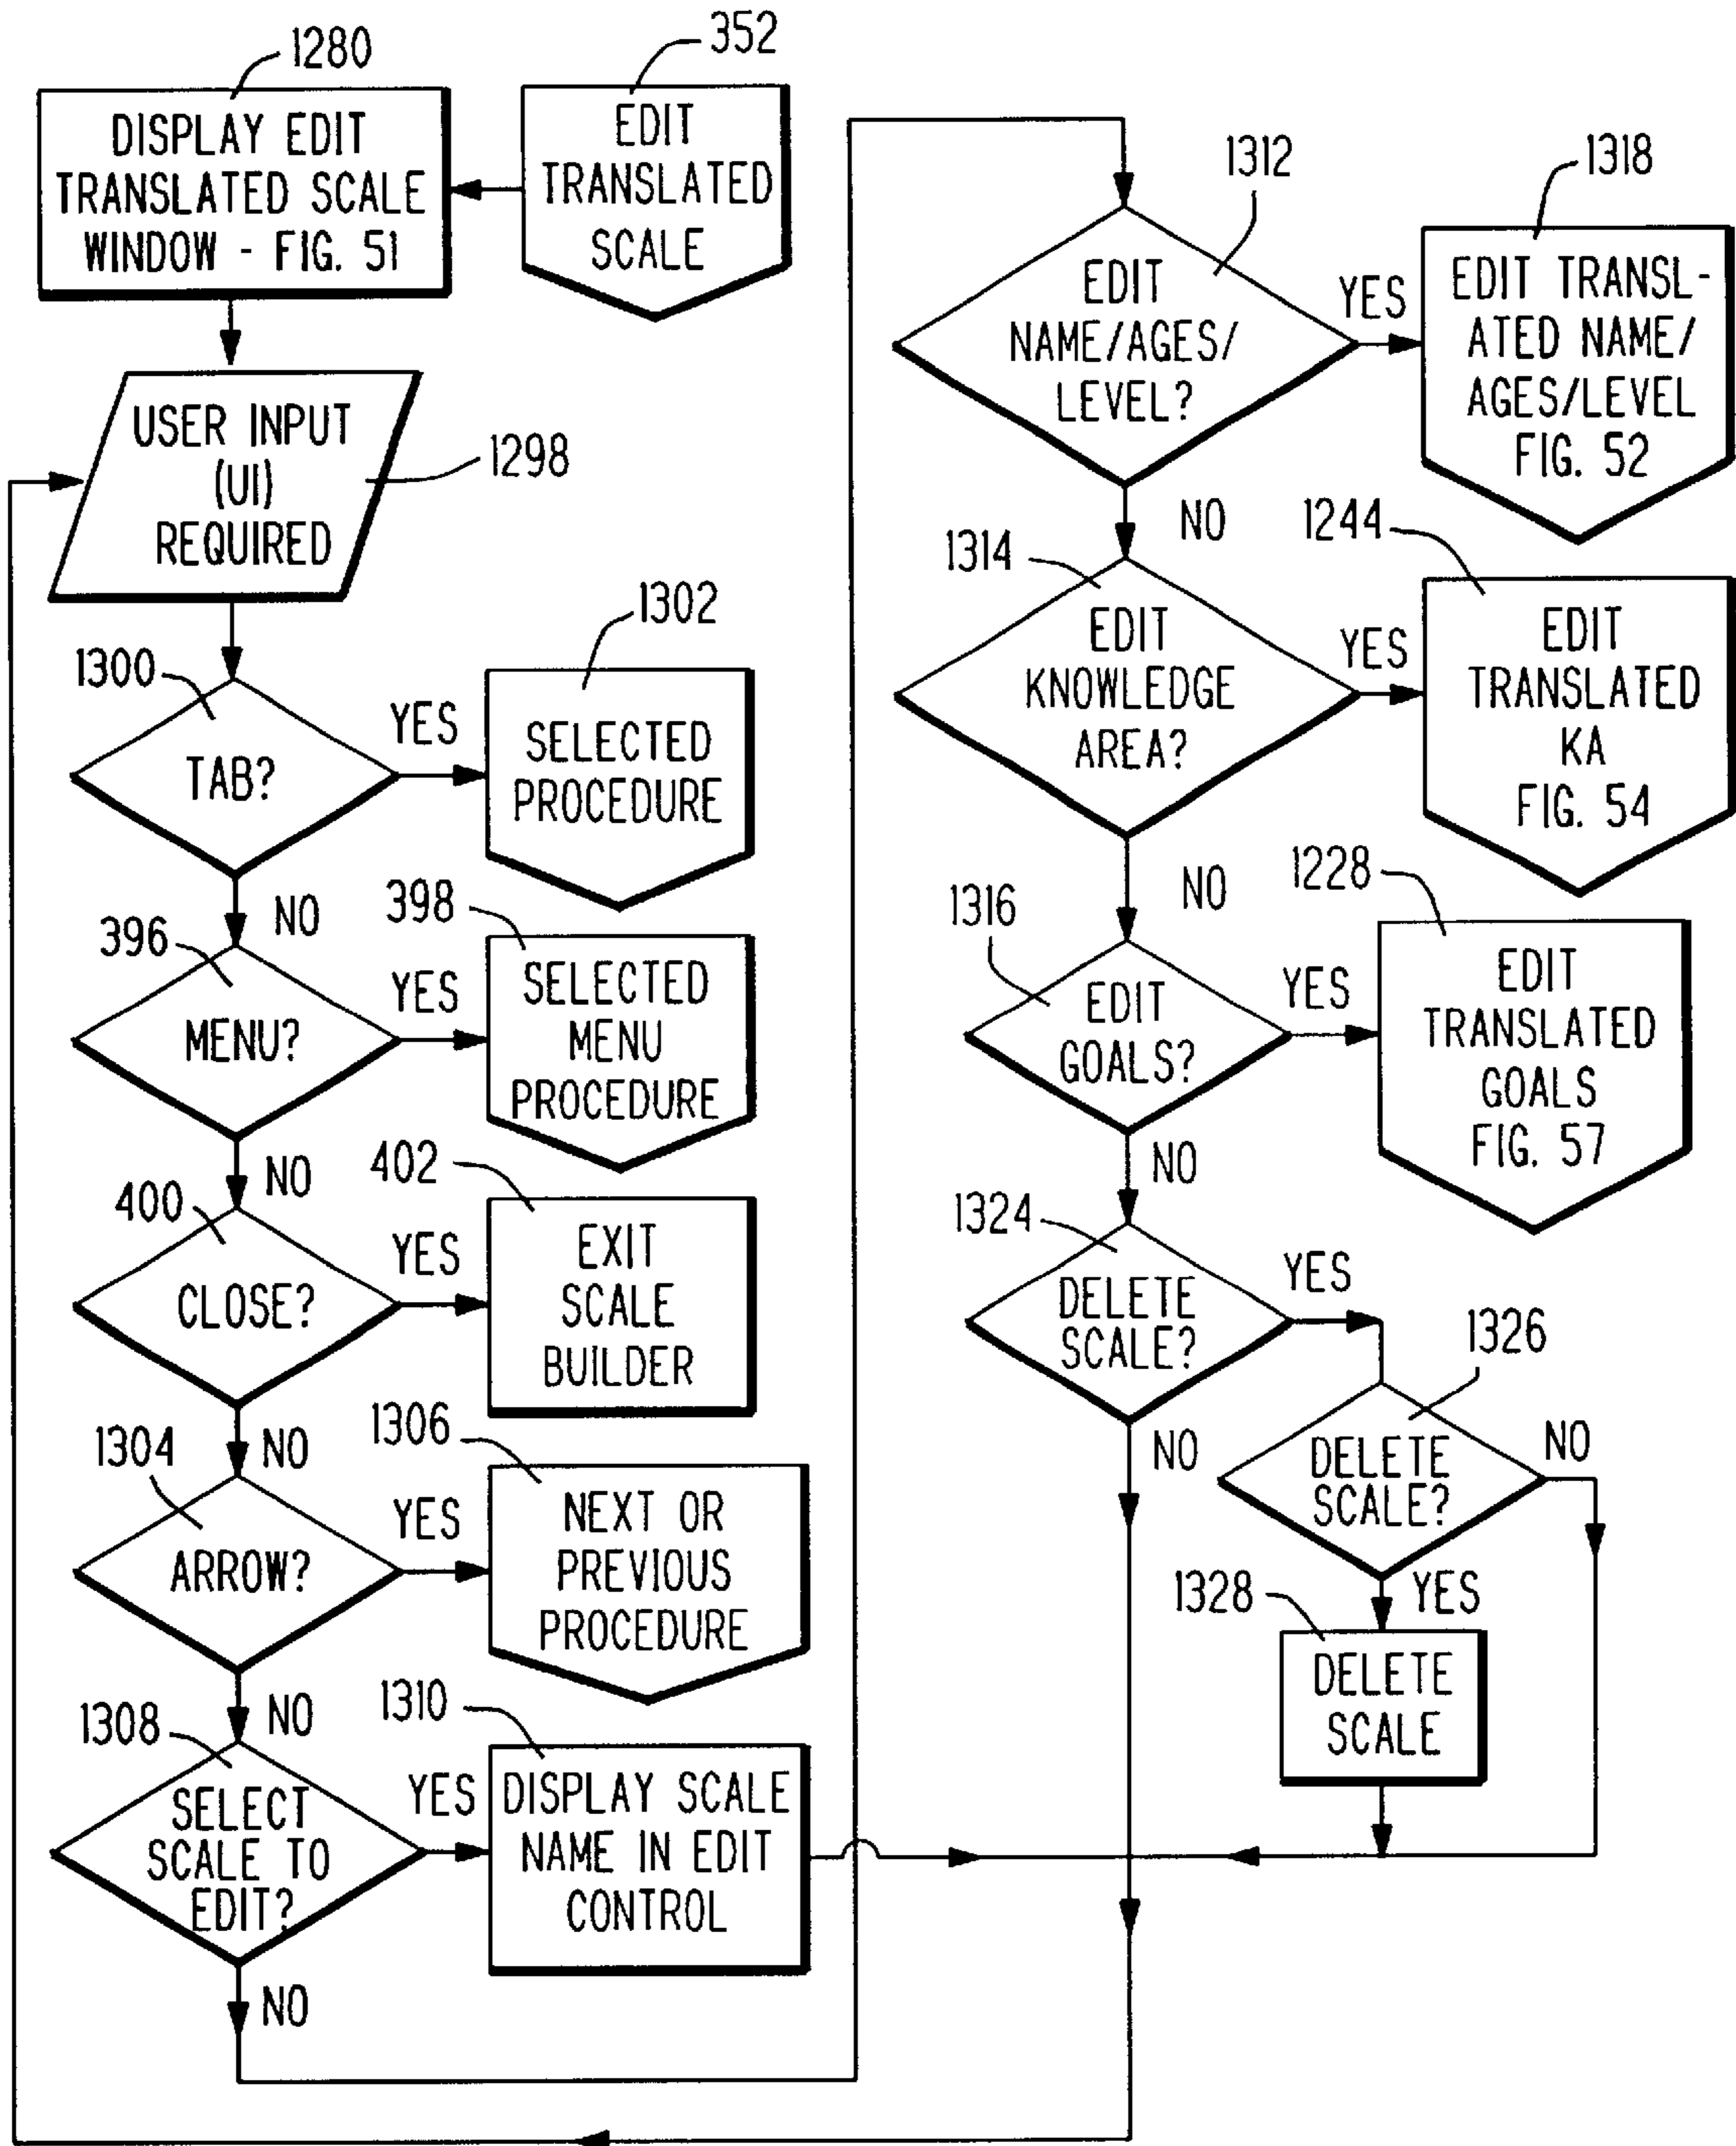 1280
DISPLAY EDIT
TRANSLATED SCALE
WINDOW - FIG. 51
352
EDIT
TRANSLATED
SCALE
USER INPUT
(UI)
REQUIRED
1298
1300
TAB?
YES
NO
1302
SELECTED
PROCEDURE
396
MENU?
YES
NO
398
SELECTED
MENU
PROCEDURE
400
CLOSE?
YES
NO
402
EXIT
SCALE
BUILDER
1304
ARROW?
YES
NO
1306
NEXT OR
PREVIOUS
PROCEDURE
1308
SELECT
SCALE TO
EDIT?
YES
NO
1310
DISPLAY SCALE
NAME IN EDIT
CONTROL
1312
EDIT
NAME/AGES/
LEVEL?
YES
NO
1318
EDIT TRANSL-
ATED NAME/
AGES/LEVEL
FIG. 52
1314
EDIT
KNOWLEDGE
AREA?
YES
NO
1244
EDIT
TRANSLATED
KA
FIG. 54
1316
EDIT
GOALS?
YES
NO
1228
EDIT
TRANSLATED
GOALS
FIG. 57
1324
DELETE
SCALE?
YES
NO
1326
DELETE
SCALE?
NO
YES
1328
DELETE
SCALE